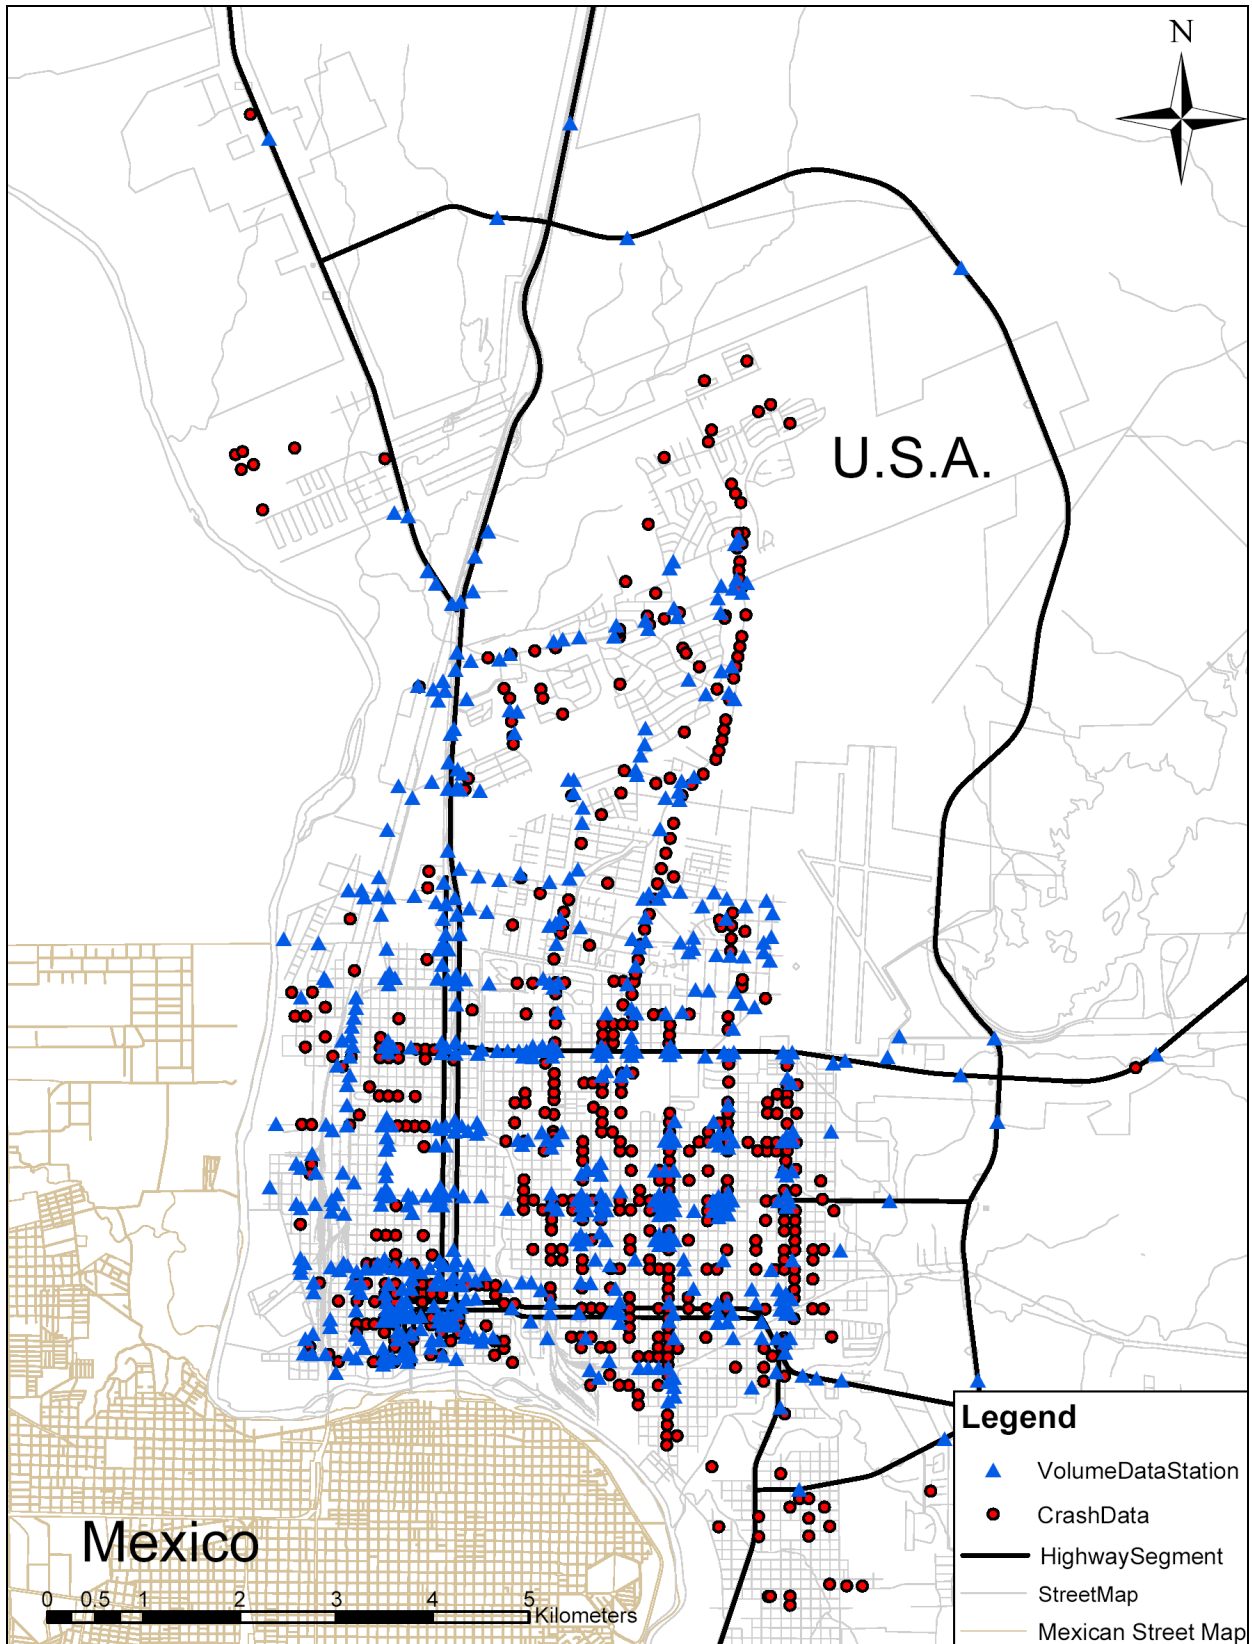 N
U.S.A.
Legend
VolumeDataStation
CrashData
HighwaySegment
StreetMap
Mexican Street Map
Mexico
0 0.5 1 2 3 4 5
Kilometers